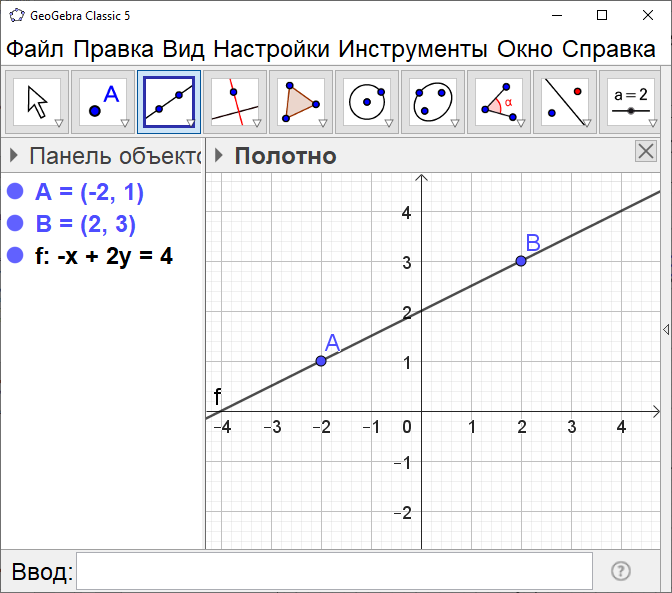 GeoGebra Classic 5
Файл Правка Вид Настройки Инструменты Окно Справка
A
α
a=2
Панель объекто
Полотно
A = (-2, 1)
B = (2, 3)
f: -x + 2y = 4
4
3
2
1
−1
−2
−4 −3 −2 −1 0 1 2 3 4
A
B
f
Ввод:
?